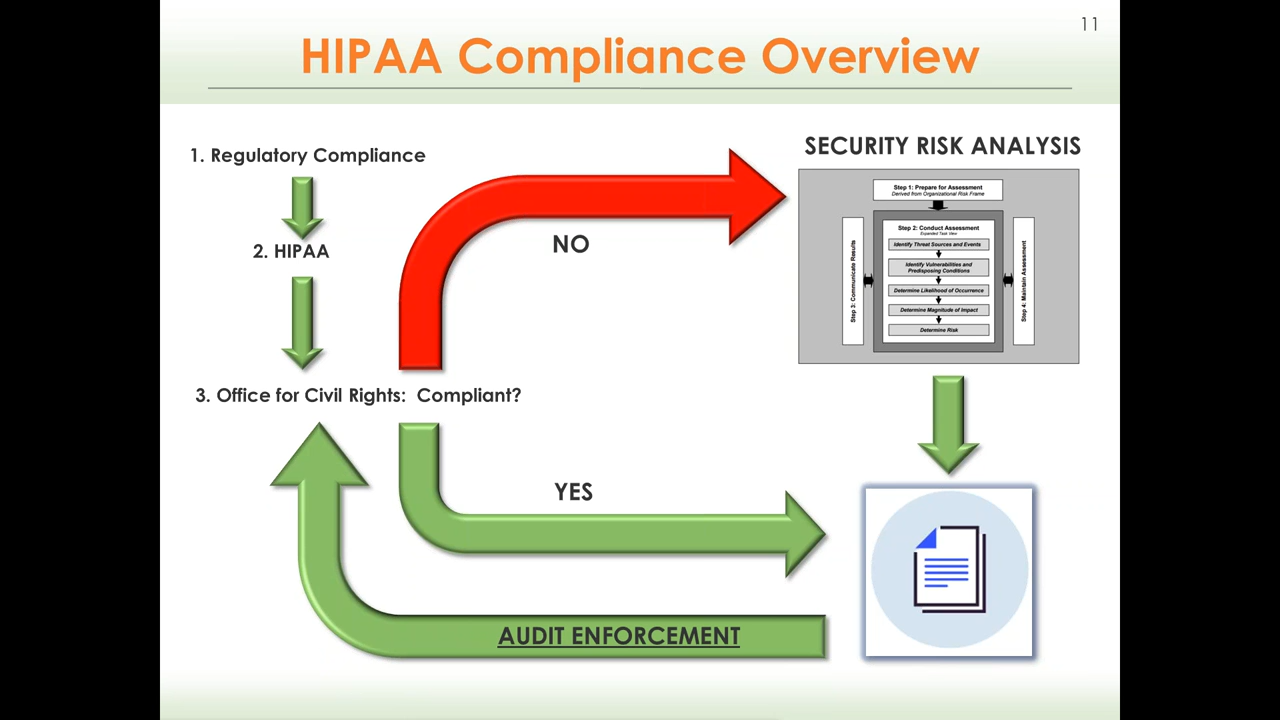 11
HIPAA Compliance Overview
1. Regulatory Compliance
2. HIPAA
3. Office for Civil Rights:  Compliant?
NO
YES
AUDIT ENFORCEMENT
SECURITY RISK ANALYSIS
Step 1: Prepare for Assessment
Derived from Organizational Risk Frame
Step 2: Conduct Assessment
Expanded Task View
Identify Threat Sources and Events
Identify Vulnerabilities and
Predisposing Conditions
Determine Likelihood of Occurrence
Determine Magnitude of Impact
Determine Risk
Step 3: Communicate Results
Step 4: Maintain Assessment